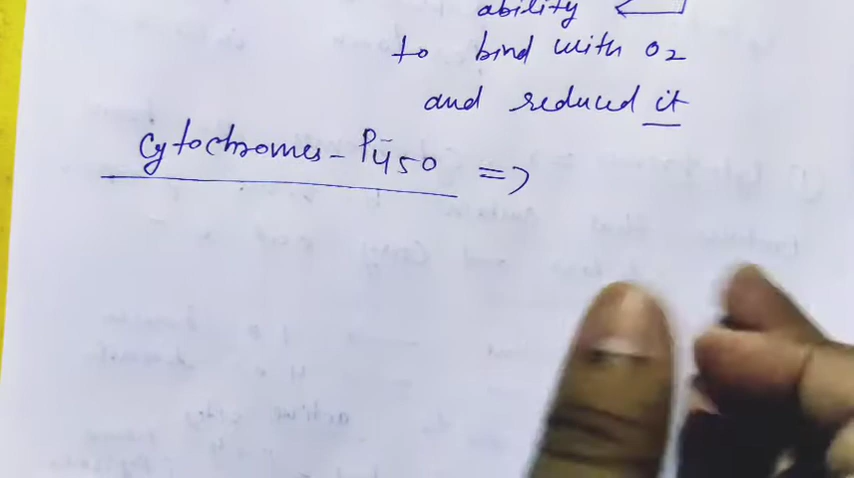 ability
to bind with O2
and reduced it
Cytochromes - P450 =>